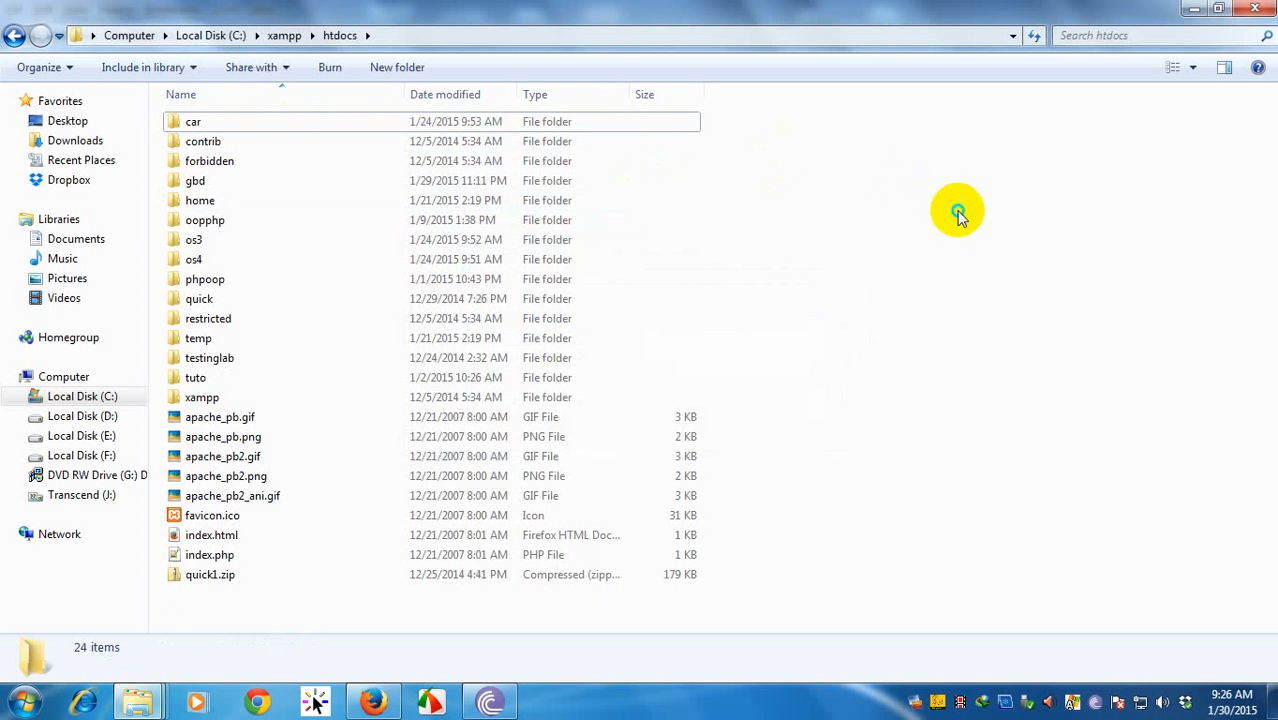 Computer Local Disk (C:) xampp htdocs
Search htdocs
Organize Include in library Share with Burn New folder
Name Date modified Type Size
Favorites
Desktop
Downloads
Recent Places
Dropbox
Libraries
Documents
Music
Pictures
Videos
Homegroup
Computer
Local Disk (C:)
Local Disk (D:)
Local Disk (E:)
Local Disk (F:)
DVD RW Drive (G:) D
Transcend (J:)
Network
car 1/24/2015 9:53 AM File folder
contrib 12/5/2014 5:34 AM File folder
forbidden 12/5/2014 5:34 AM File folder
gbd 1/29/2015 11:11 PM File folder
home 1/21/2015 2:19 PM File folder
oopphp 1/9/2015 1:38 PM File folder
os3 1/24/2015 9:52 AM File folder
os4 1/24/2015 9:51 AM File folder
phpoop 1/1/2015 10:43 PM File folder
quick 12/29/2014 7:26 PM File folder
restricted 12/5/2014 5:34 AM File folder
temp 1/21/2015 2:19 PM File folder
testinglab 12/24/2014 2:32 AM File folder
tuto 1/2/2015 10:26 AM File folder
xampp 12/5/2014 5:34 AM File folder
apache_pb.gif 12/21/2007 8:00 AM GIF File 3 KB
apache_pb.png 12/21/2007 8:00 AM PNG File 2 KB
apache_pb2.gif 12/21/2007 8:00 AM GIF File 3 KB
apache_pb2.png 12/21/2007 8:00 AM PNG File 2 KB
apache_pb2_ani.gif 12/21/2007 8:00 AM GIF File 3 KB
favicon.ico 12/21/2007 8:00 AM Icon 31 KB
index.html 12/21/2007 8:01 AM Firefox HTML Doc... 1 KB
index.php 12/21/2007 8:01 AM PHP File 1 KB
quick1.zip 12/25/2014 4:41 PM Compressed (zipp... 179 KB
24 items
9:26 AM
1/30/2015